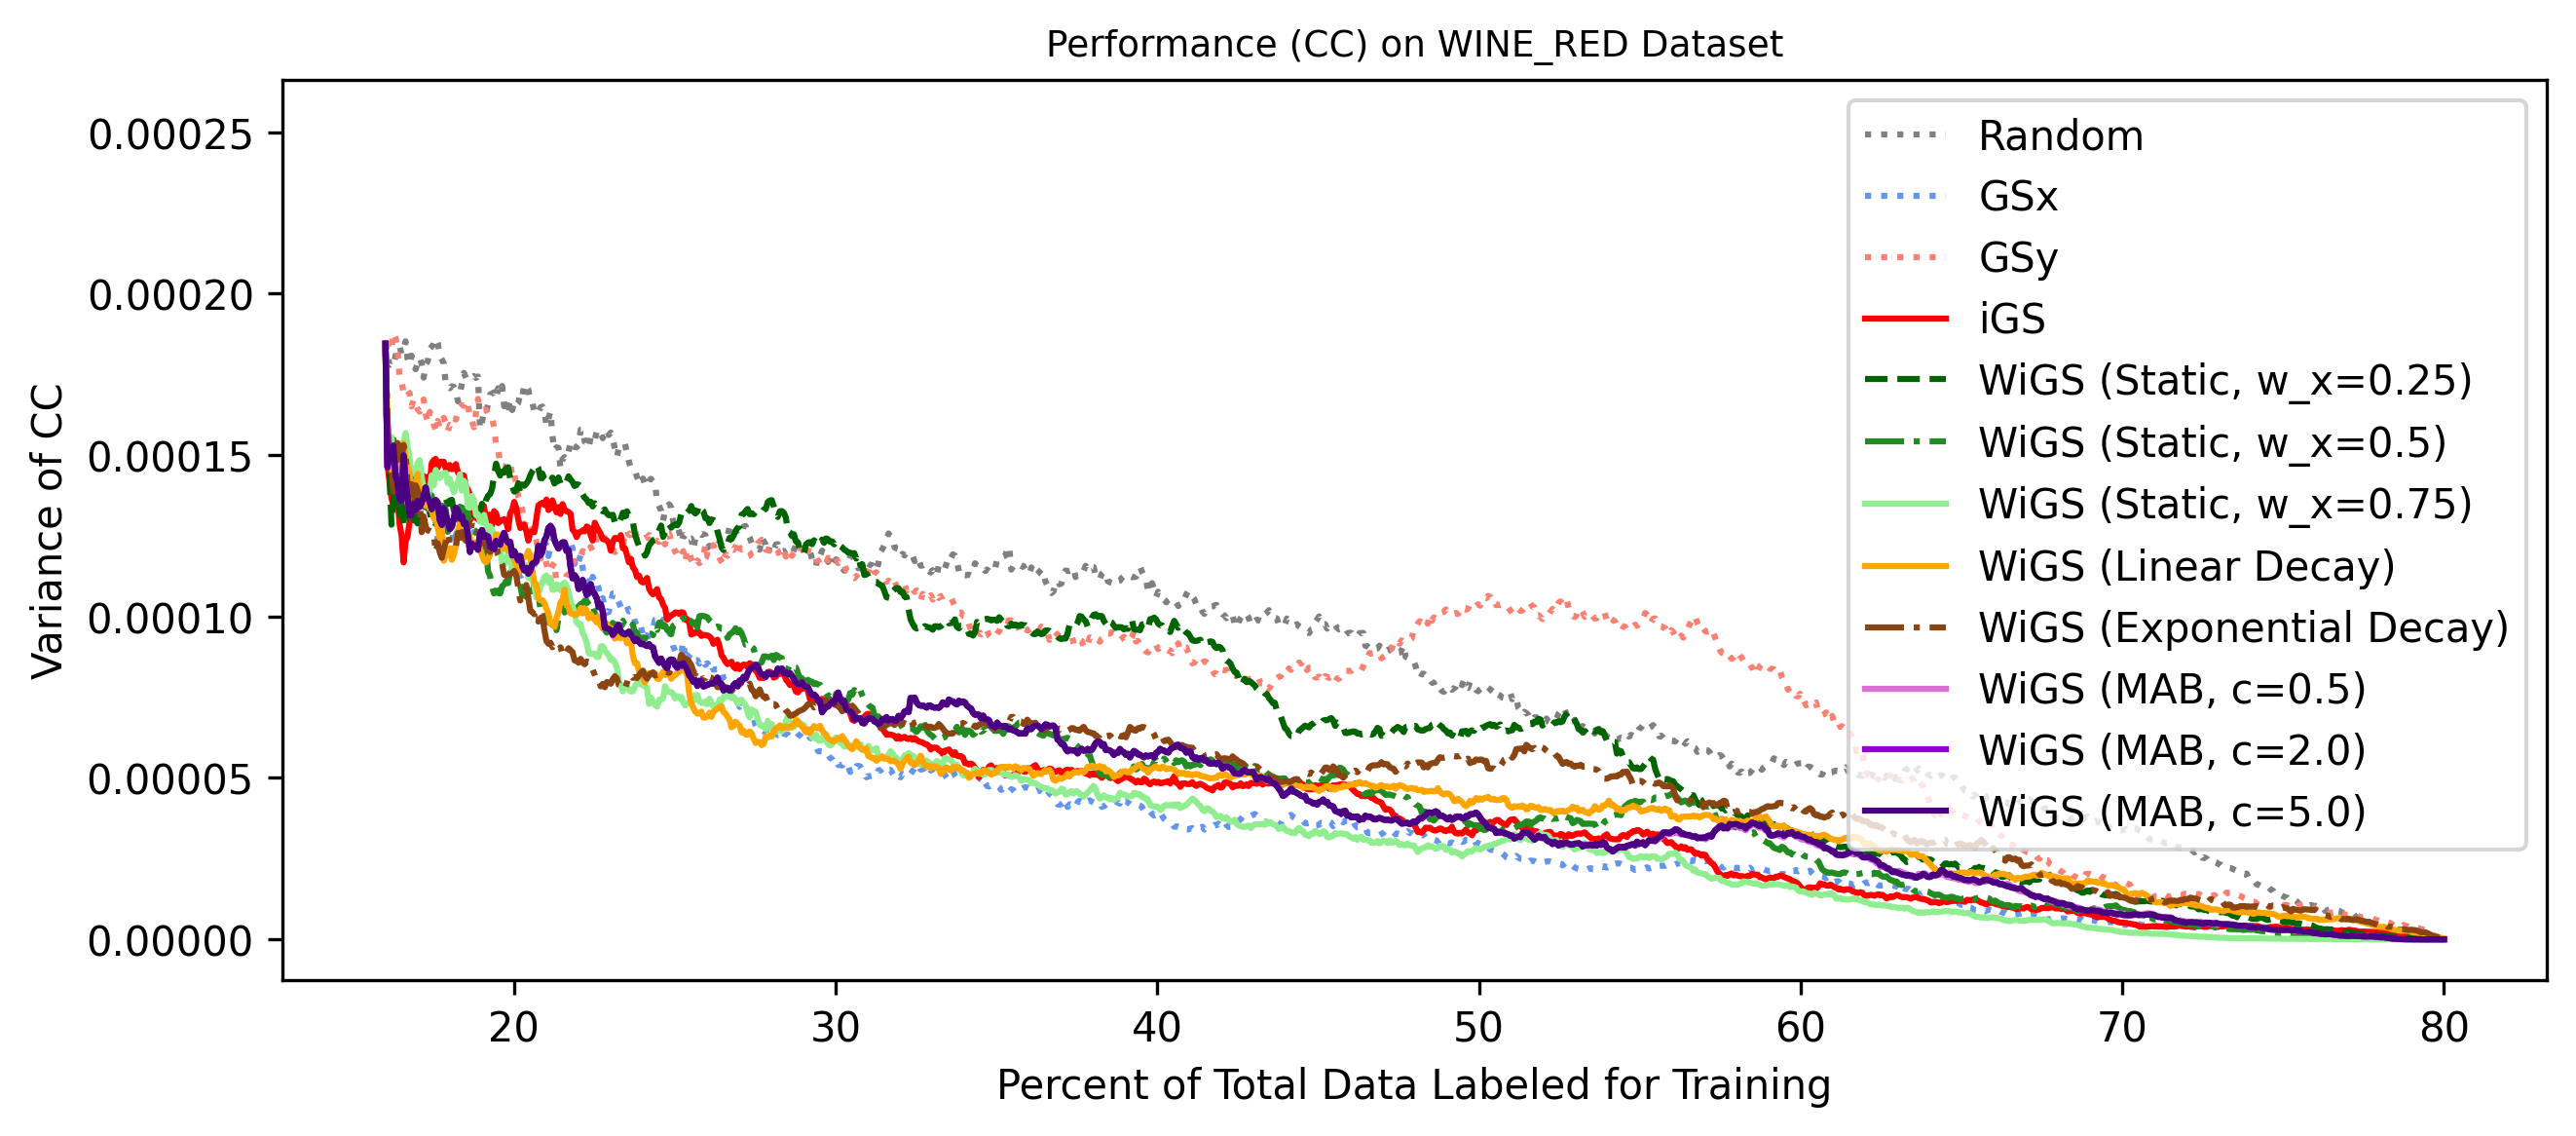 Performance (CC) on WINE_RED Dataset
Variance of CC
0.00025
0.00020
0.00015
0.00010
0.00005
0.00000
20 30 40 50 60 70 80
Percent of Total Data Labeled for Training
Random
GSx
GSy
iGS
WiGS (Static, w_x=0.25)
WiGS (Static, w_x=0.5)
WiGS (Static, w_x=0.75)
WiGS (Linear Decay)
WiGS (Exponential Decay)
WiGS (MAB, c=0.5)
WiGS (MAB, c=2.0)
WiGS (MAB, c=5.0)